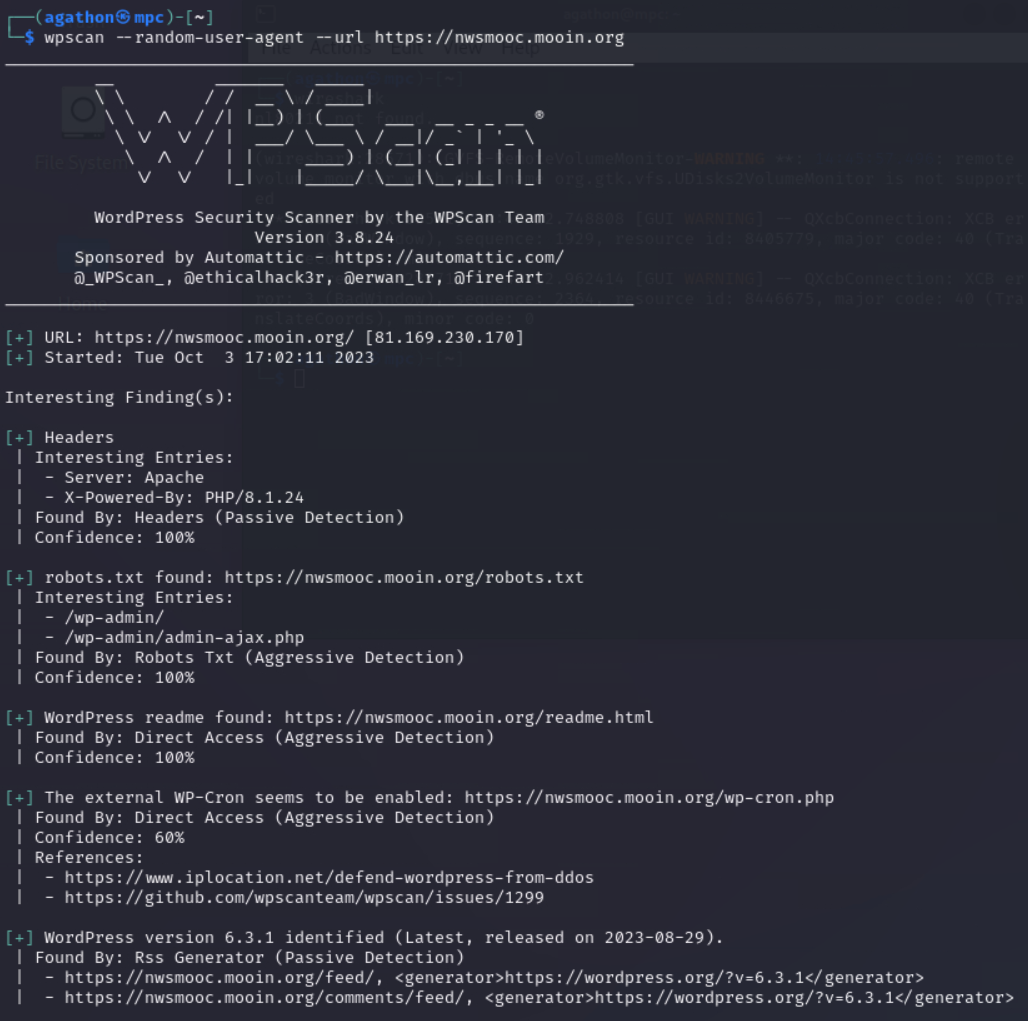 (agathon㉿mpc)-[~]
$ wpscan --random-user-agent --url https://nwsmooc.mooin.org
WPScan ®
WordPress Security Scanner by the WPScan Team
Version 3.8.24
Sponsored by Automattic - https://automattic.com/
@_WPScan_, @ethicalhack3r, @erwan_lr, @firefart
[+] URL: https://nwsmooc.mooin.org/ [81.169.230.170]
[+] Started: Tue Oct  3 17:02:11 2023
Interesting Finding(s):
[+] Headers
| Interesting Entries:
|  - Server: Apache
|  - X-Powered-By: PHP/8.1.24
| Found By: Headers (Passive Detection)
| Confidence: 100%
[+] robots.txt found: https://nwsmooc.mooin.org/robots.txt
| Interesting Entries:
|  - /wp-admin/
|  - /wp-admin/admin-ajax.php
| Found By: Robots Txt (Aggressive Detection)
| Confidence: 100%
[+] WordPress readme found: https://nwsmooc.mooin.org/readme.html
| Found By: Direct Access (Aggressive Detection)
| Confidence: 100%
[+] The external WP-Cron seems to be enabled: https://nwsmooc.mooin.org/wp-cron.php
| Found By: Direct Access (Aggressive Detection)
| Confidence: 60%
| References:
|  - https://www.iplocation.net/defend-wordpress-from-ddos
|  - https://github.com/wpscanteam/wpscan/issues/1299
[+] WordPress version 6.3.1 identified (Latest, released on 2023-08-29).
| Found By: Rss Generator (Passive Detection)
|  - https://nwsmooc.mooin.org/feed/, <generator>https://wordpress.org/?v=6.3.1</generator>
|  - https://nwsmooc.mooin.org/comments/feed/, <generator>https://wordpress.org/?v=6.3.1</generator>